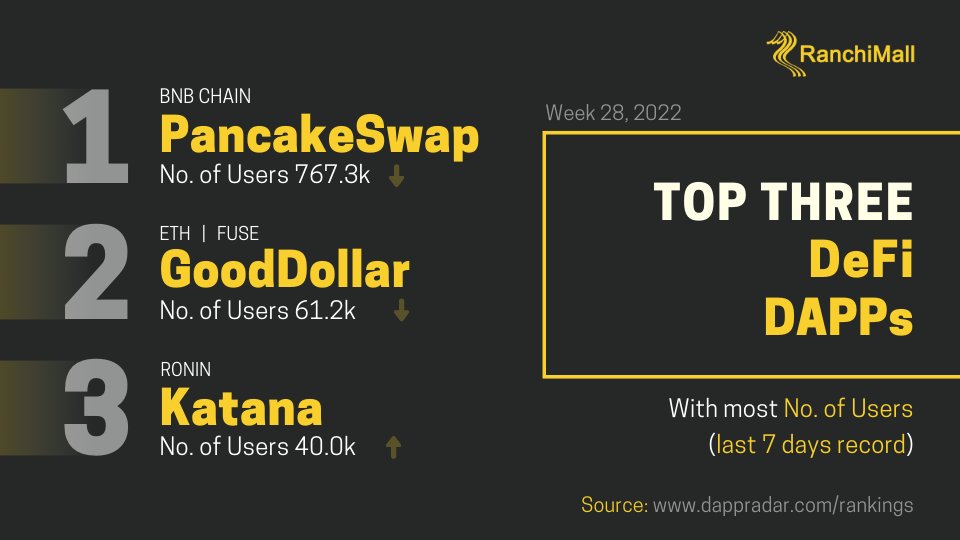 RanchiMall
1
BNB CHAIN
PancakeSwap
No. of Users 767.3k
2
ETH | FUSE
GoodDollar
No. of Users 61.2k
3
RONIN
Katana
No. of Users 40.0k
Week 28, 2022
TOP THREE
DeFi
DAPPs
With most No. of Users
(last 7 days record)
Source: www.dappradar.com/rankings